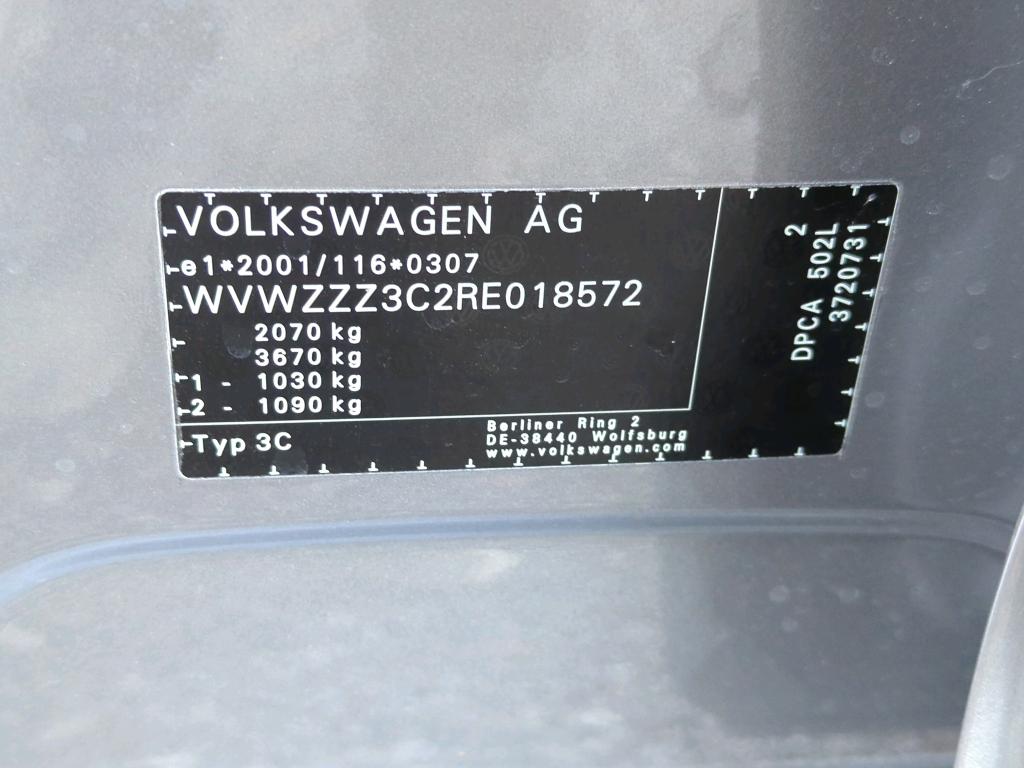 VOLKSWAGEN AG
e1*2001/116*0307
WVWZZZ3C2RE018572
2070 kg
3670 kg
1 - 1030 kg
2 - 1090 kg
Typ 3C
Berliner Ring 2
DE-38440 Wolfsburg
www.volkswagen.com
2
DPCA 502L
3720731